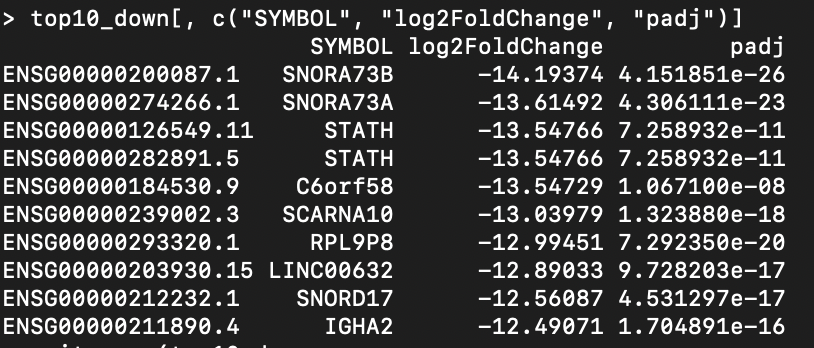 > top10_down[, c("SYMBOL", "log2FoldChange", "padj")]
SYMBOL log2FoldChange padj
ENSG00000200087.1 SNORA73B -14.19374 4.151851e-26
ENSG00000274266.1 SNORA73A -13.61492 4.306111e-23
ENSG00000126549.11 STATH -13.54766 7.258932e-11
ENSG00000282891.5 STATH -13.54766 7.258932e-11
ENSG00000184530.9 C6orf58 -13.54729 1.067100e-08
ENSG00000239002.3 SCARNA10 -13.03979 1.323880e-18
ENSG00000293320.1 RPL9P8 -12.99451 7.292350e-20
ENSG00000203930.15 LINC00632 -12.89033 9.728203e-17
ENSG00000212232.1 SNORD17 -12.56087 4.531297e-17
ENSG00000211890.4 IGHA2 -12.49071 1.704891e-16